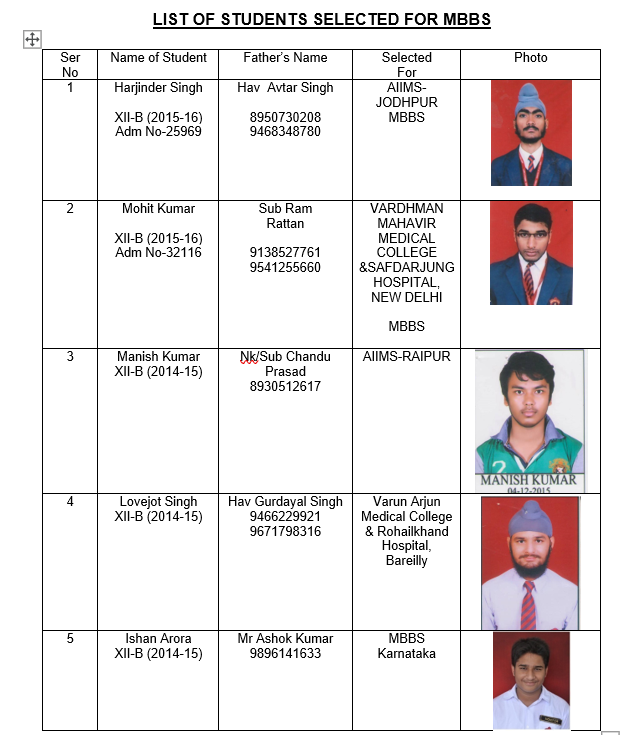 LIST OF STUDENTS SELECTED FOR MBBS
Ser No
Name of Student
Father's Name
Selected For
Photo
1
Harjinder Singh
XII-B (2015-16)
Adm No-25969
Hav Avtar Singh
8950730208
9468348780
AIIMS-
JODHPUR
MBBS
2
Mohit Kumar
XII-B (2015-16)
Adm No-32116
Sub Ram
Rattan
9138527761
9541255660
VARDHMAN
MAHAVIR
MEDICAL
COLLEGE
&SAFDARJUNG
HOSPITAL,
NEW DELHI
MBBS
3
Manish Kumar
XII-B (2014-15)
Nk/Sub Chandu
Prasad
8930512617
AIIMS-RAIPUR
2
MANISH KUMAR
04-12-2015
4
Lovejot Singh
XII-B (2014-15)
Hav Gurdayal Singh
9466229921
9671798316
Varun Arjun
Medical College
& Rohailkhand
Hospital,
Bareilly
5
Ishan Arora
XII-B (2014-15)
Mr Ashok Kumar
9896141633
MBBS
Karnataka